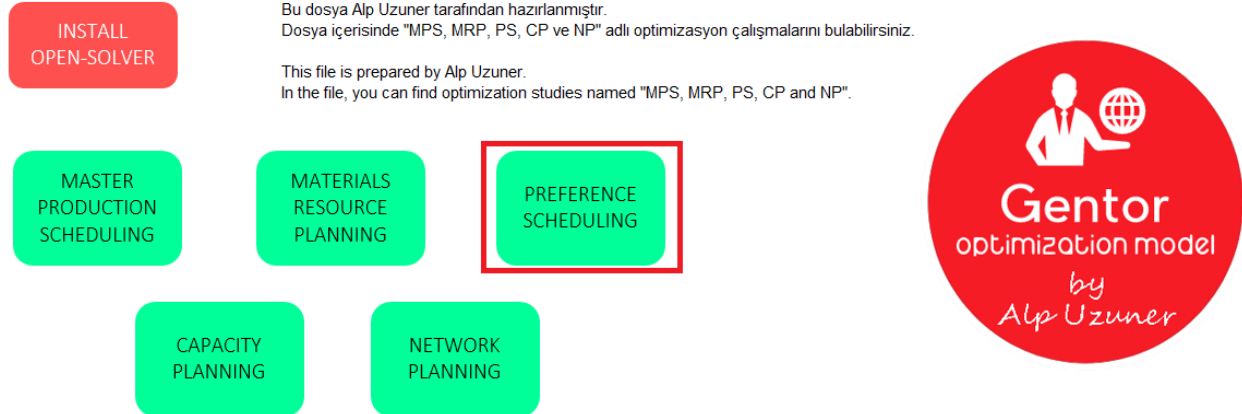 INSTALL
OPEN-SOLVER
Bu dosya Alp Uzuner tarafından hazırlanmıştır.
Dosya içerisinde "MPS, MRP, PS, CP ve NP" adlı optimizasyon çalışmalarını bulabilirsiniz.
This file is prepared by Alp Uzuner.
In the file, you can find optimization studies named "MPS, MRP, PS, CP and NP".
MASTER
PRODUCTION
SCHEDULING
MATERIALS
RESOURCE
PLANNING
PREFERENCE
SCHEDULING
Gentor
optimization model
by
Alp Uzuner
CAPACITY
PLANNING
NETWORK
PLANNING